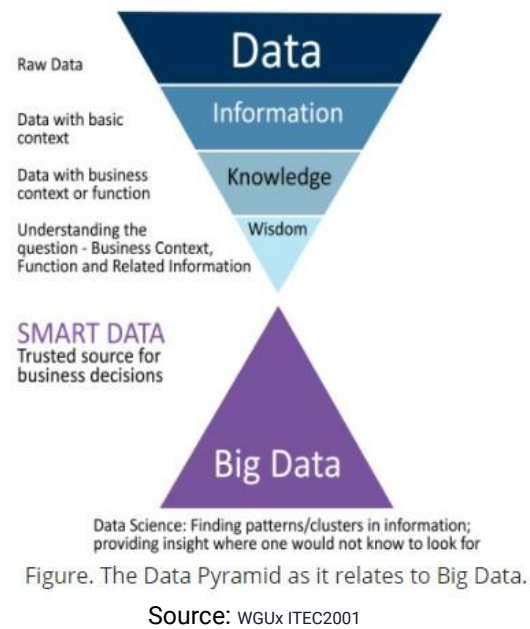 Data
Raw Data
Information
Data with basic
context
Knowledge
Data with business
context or function
Wisdom
Understanding the
question - Business Context,
Function and Related Information
SMART DATA
Trusted source for
business decisions
Big Data
Data Science: Finding patterns/clusters in information;
providing insight where one would not know to look for
Figure. The Data Pyramid as it relates to Big Data.
Source: WGUx ITEC2001